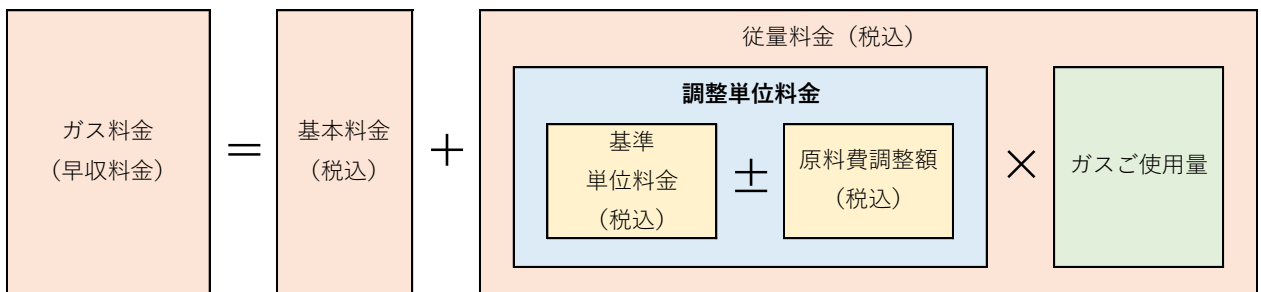 ガス料金
（早収料金）
＝
基本料金
（税込）
＋
従量料金（税込）
調整単位料金
基準
単位料金
（税込）
±
原料費調整額
（税込）
×
ガスご使用量